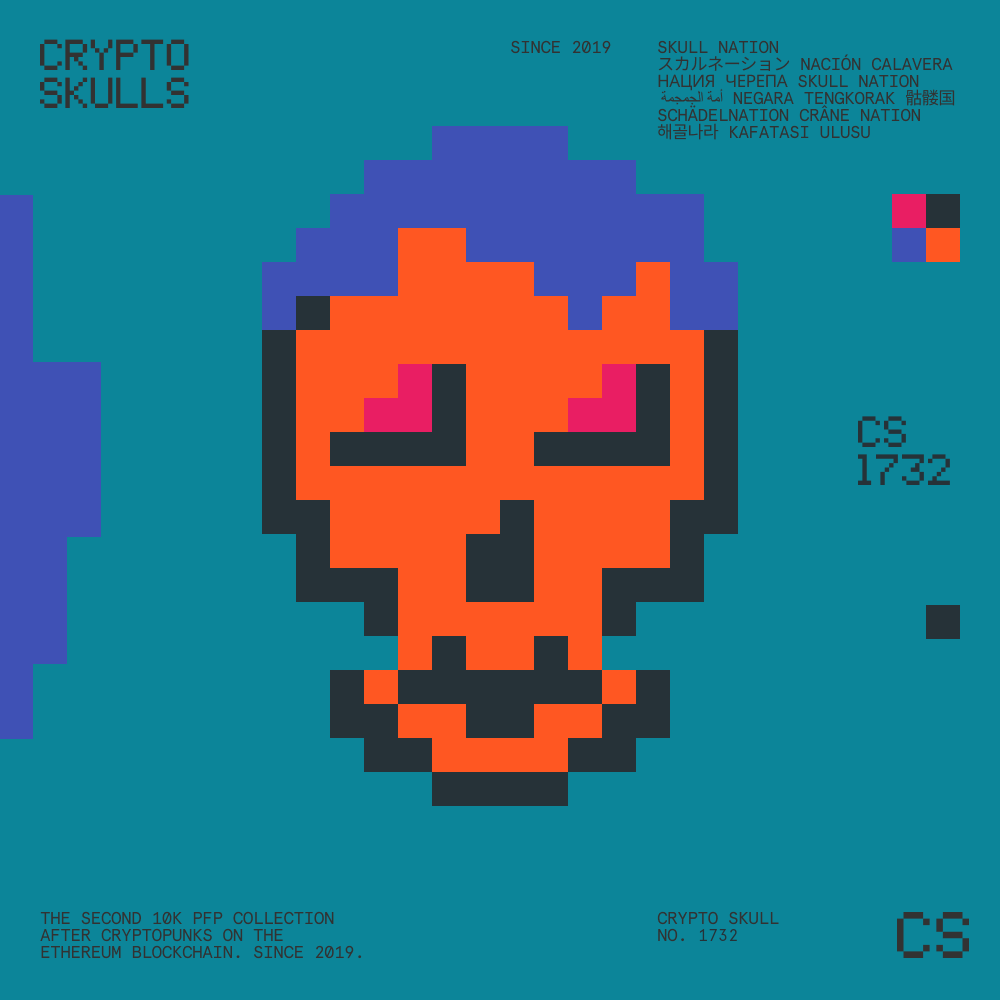 CRYPTO
SKULLS
SINCE 2019
SKULL NATION
スカルネーション NACIÓN CALAVERA
НАЦИЯ ЧЕРЕПА SKULL NATION
أمة الجمجمة NEGARA TENGKORAK 骷髅国
SCHÄDELNATION CRÂNE NATION
해골나라 KAFATASI ULUSU
CS
1732
THE SECOND 10K PFP COLLECTION
AFTER CRYPTOPUNKS ON THE
ETHEREUM BLOCKCHAIN. SINCE 2019.
CRYPTO SKULL
NO. 1732
CS